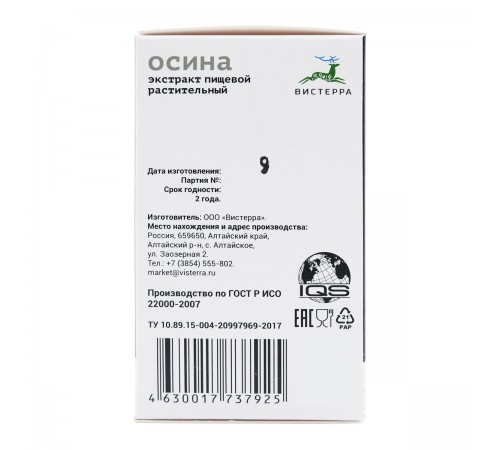 осина
экстракт пищевой
растительный
ВИСТЕРРА
Дата изготовления:
9
Партия №:
Срок годности:
2 года.
Изготовитель: ООО «Вистерра».
Место нахождения и адрес производства:
Россия, 659650, Алтайский край,
Алтайский р-н, с. Алтайское,
ул. Заозерная 2.
Тел.: +7 (3854) 555-802.
market@visterra.ru
IQS
Производство по ГОСТ Р ИСО
22000-2007
EAC
21
PAP
ТУ 10.89.15-004-20997969-2017
4 630017 737925